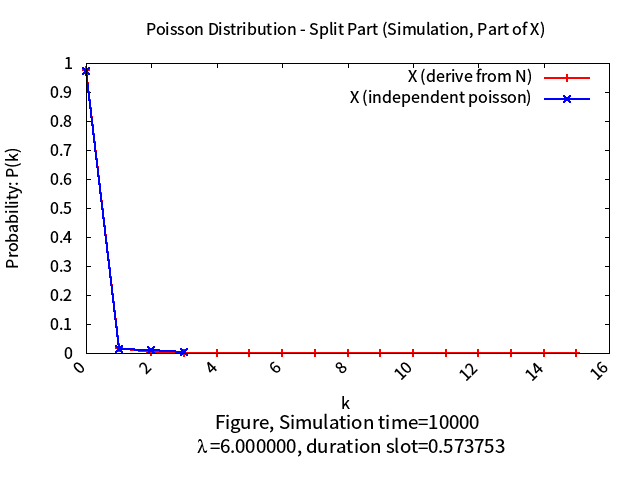 Poisson Distribution - Split Part (Simulation, Part of X)
X (derive from N)
X (independent poisson)
Probability: P(k)
1
0.9
0.8
0.7
0.6
0.5
0.4
0.3
0.2
0.1
0
0 2 4 6 8 10 12 14 16
k
Figure, Simulation time=10000
λ=6.000000, duration slot=0.573753